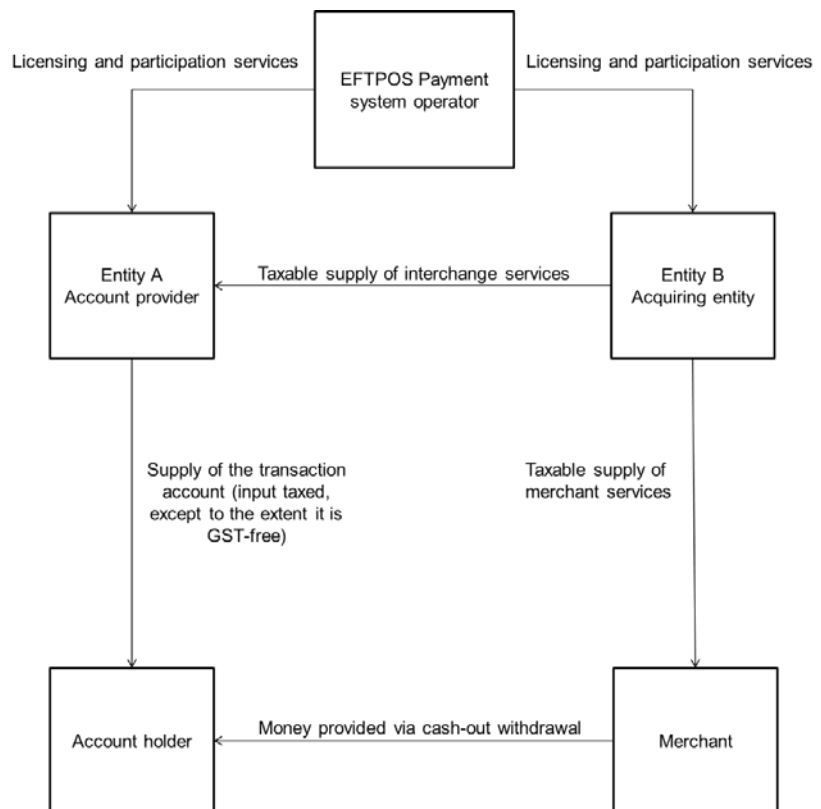 Licensing and participation services
Licensing and participation services
EFTPOS Payment
system operator
Entity A
Account provider
Taxable supply of interchange services
Entity B
Acquiring entity
Supply of the transaction
account (input taxed,
except to the extent it is
GST-free)
Taxable supply of
merchant services
Account holder
Money provided via cash-out withdrawal
Merchant